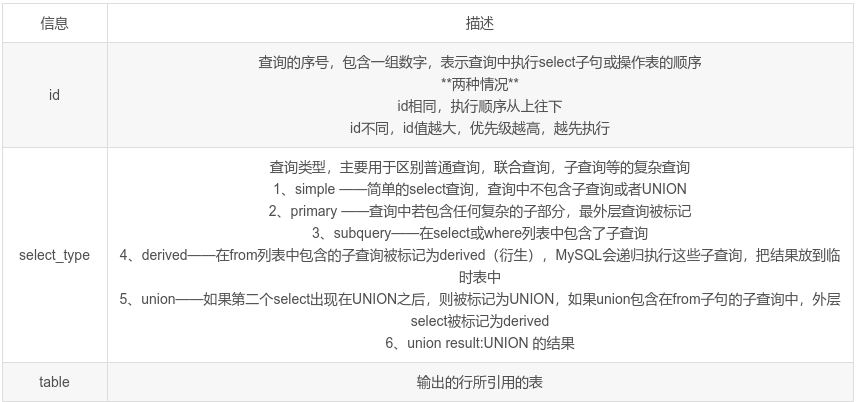 信息 描述
id
查询的序号，包含一组数字，表示查询中执行select子句或操作表的顺序
**两种情况**
id相同，执行顺序从上往下
id不同，id值越大，优先级越高，越先执行
select_type
查询类型，主要用于区别普通查询，联合查询，子查询等的复杂查询
1、simple ——简单的select查询，查询中不包含子查询或者UNION
2、primary ——查询中若包含任何复杂的子部分，最外层查询被标记
3、subquery——在select或where列表中包含了子查询
4、derived——在from列表中包含的子查询被标记为derived（衍生），MySQL会递归执行这些子查询，把结果放到临
时表中
5、union——如果第二个select出现在UNION之后，则被标记为UNION，如果union包含在from子句的子查询中，外层
select被标记为derived
6、union result:UNION 的结果
table 输出的行所引用的表